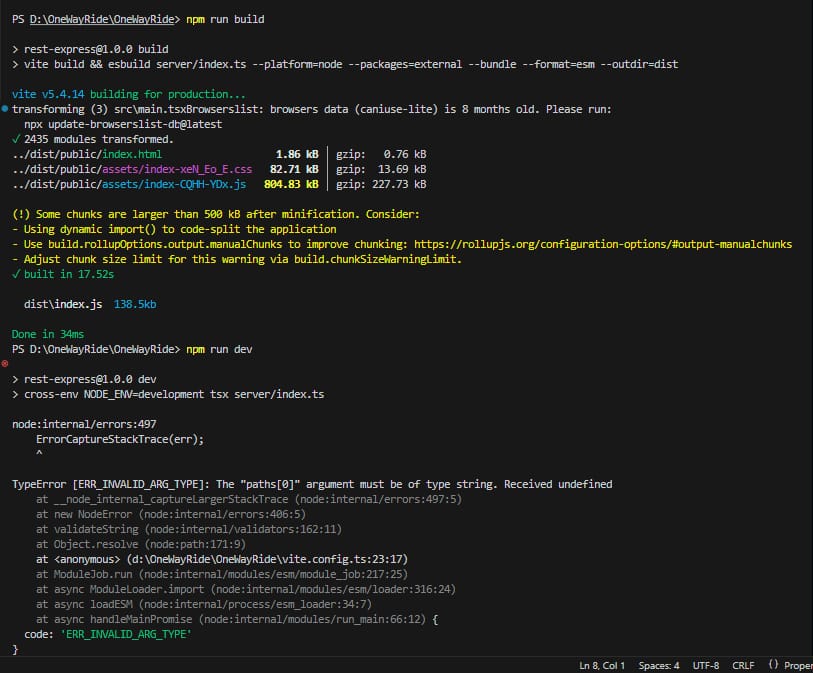 PS D:\OneWayRide\OneWayRide> npm run build
> rest-express@1.0.0 build
> vite build && esbuild server/index.ts --platform=node --packages=external --bundle --format=esm --outdir=dist
vite v5.4.14 building for production...
transforming (3) src\main.tsxBrowserslist: browsers data (caniuse-lite) is 8 months old. Please run:
  npx update-browserslist-db@latest
✓ 2435 modules transformed.
../dist/public/index.html 1.86 kB │ gzip: 0.76 kB
../dist/public/assets/index-xeN_Eo_E.css 82.71 kB │ gzip: 13.69 kB
../dist/public/assets/index-CQHH-YDx.js 804.83 kB │ gzip: 227.73 kB
(!) Some chunks are larger than 500 kB after minification. Consider:
- Using dynamic import() to code-split the application
- Use build.rollupOptions.output.manualChunks to improve chunking: https://rollupjs.org/configuration-options/#output-manualchunks
- Adjust chunk size limit for this warning via build.chunkSizeWarningLimit.
✓ built in 17.52s
  dist\index.js  138.5kb
Done in 34ms
PS D:\OneWayRide\OneWayRide> npm run dev
> rest-express@1.0.0 dev
> cross-env NODE_ENV=development tsx server/index.ts
node:internal/errors:497
    ErrorCaptureStackTrace(err);
    ^
TypeError [ERR_INVALID_ARG_TYPE]: The "paths[0]" argument must be of type string. Received undefined
    at __node_internal_captureLargerStackTrace (node:internal/errors:497:5)
    at new NodeError (node:internal/errors:406:5)
    at validateString (node:internal/validators:162:11)
    at Object.resolve (node:path:171:9)
    at <anonymous> (d:\OneWayRide\OneWayRide\vite.config.ts:23:17)
    at ModuleJob.run (node:internal/modules/esm/module_job:217:25)
    at async ModuleLoader.import (node:internal/modules/esm/loader:316:24)
    at async loadESM (node:internal/process/esm_loader:34:7)
    at async handleMainPromise (node:internal/modules/run_main:66:12) {
  code: 'ERR_INVALID_ARG_TYPE'
}
Ln 8, Col 1 Spaces: 4 UTF-8 CRLF {} Proper